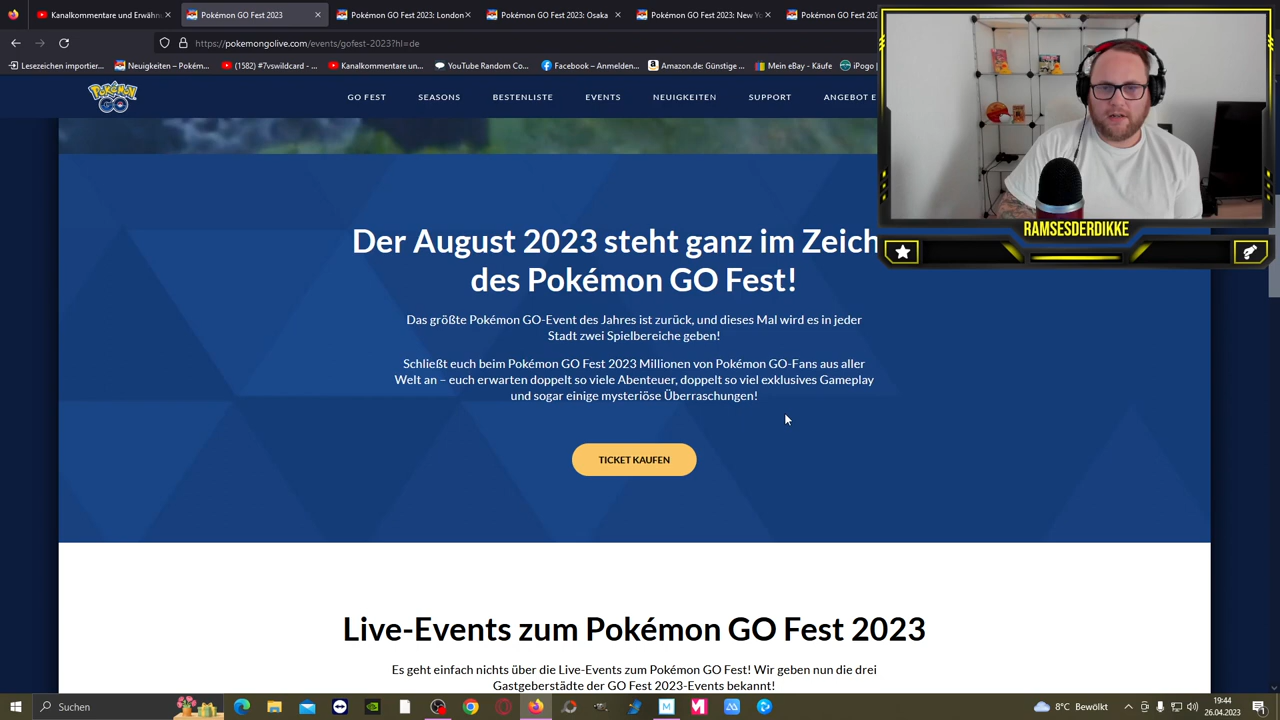 Kanalkommentare und Erwähn
Pokémon GO Fest 2023
Pokémon GO Fest 2023: London
Pokémon GO Fest 2023: Osaka
Pokémon GO Fest 2023: New
Pokémon GO Fest 202
https://pokemongolive.com/events/gofest-2023?hl=de
Lesezeichen importier...
Neuigkeiten – Pokém...
(1582) #7vswildcard - ...
Kanalkommentare un...
YouTube Random Co...
Facebook – Anmelden...
Amazon.de: Günstige ...
Mein eBay - Käufe
iPogo
POKÉMON GO
GO FEST
SEASONS
BESTENLISTE
EVENTS
NEUIGKEITEN
SUPPORT
ANGEBOT E
RAMSESDERDIKKE
Der August 2023 steht ganz im Zeich
des Pokémon GO Fest!
Das größte Pokémon GO-Event des Jahres ist zurück, und dieses Mal wird es in jeder
Stadt zwei Spielbereiche geben!
Schließt euch beim Pokémon GO Fest 2023 Millionen von Pokémon GO-Fans aus aller
Welt an – euch erwarten doppelt so viele Abenteuer, doppelt so viel exklusives Gameplay
und sogar einige mysteriöse Überraschungen!
TICKET KAUFEN
Live-Events zum Pokémon GO Fest 2023
Es geht einfach nichts über die Live-Events zum Pokémon GO Fest! Wir geben nun die drei
Gastgeberstädte der GO Fest 2023-Events bekannt!
Suchen
8°C Bewölkt
19:44
26.04.2023